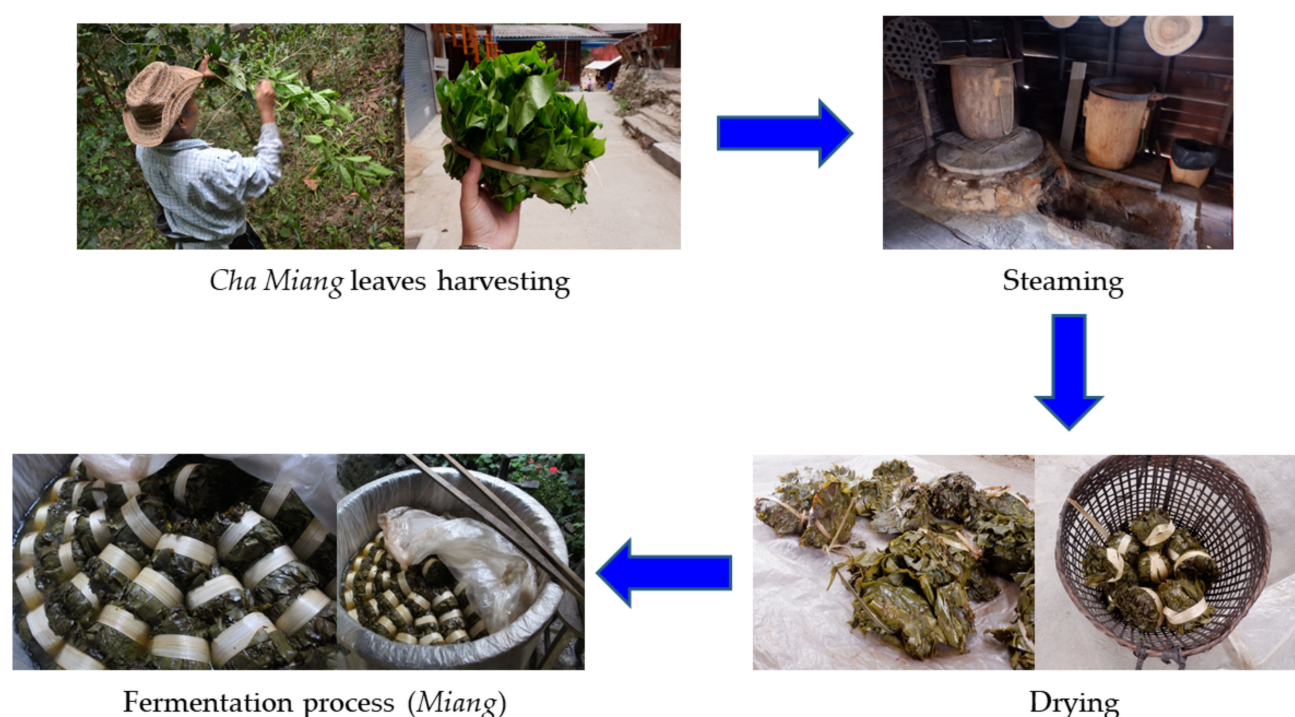 Cha Miang leaves harvesting
Steaming
Drying
Fermentation process (Miang)